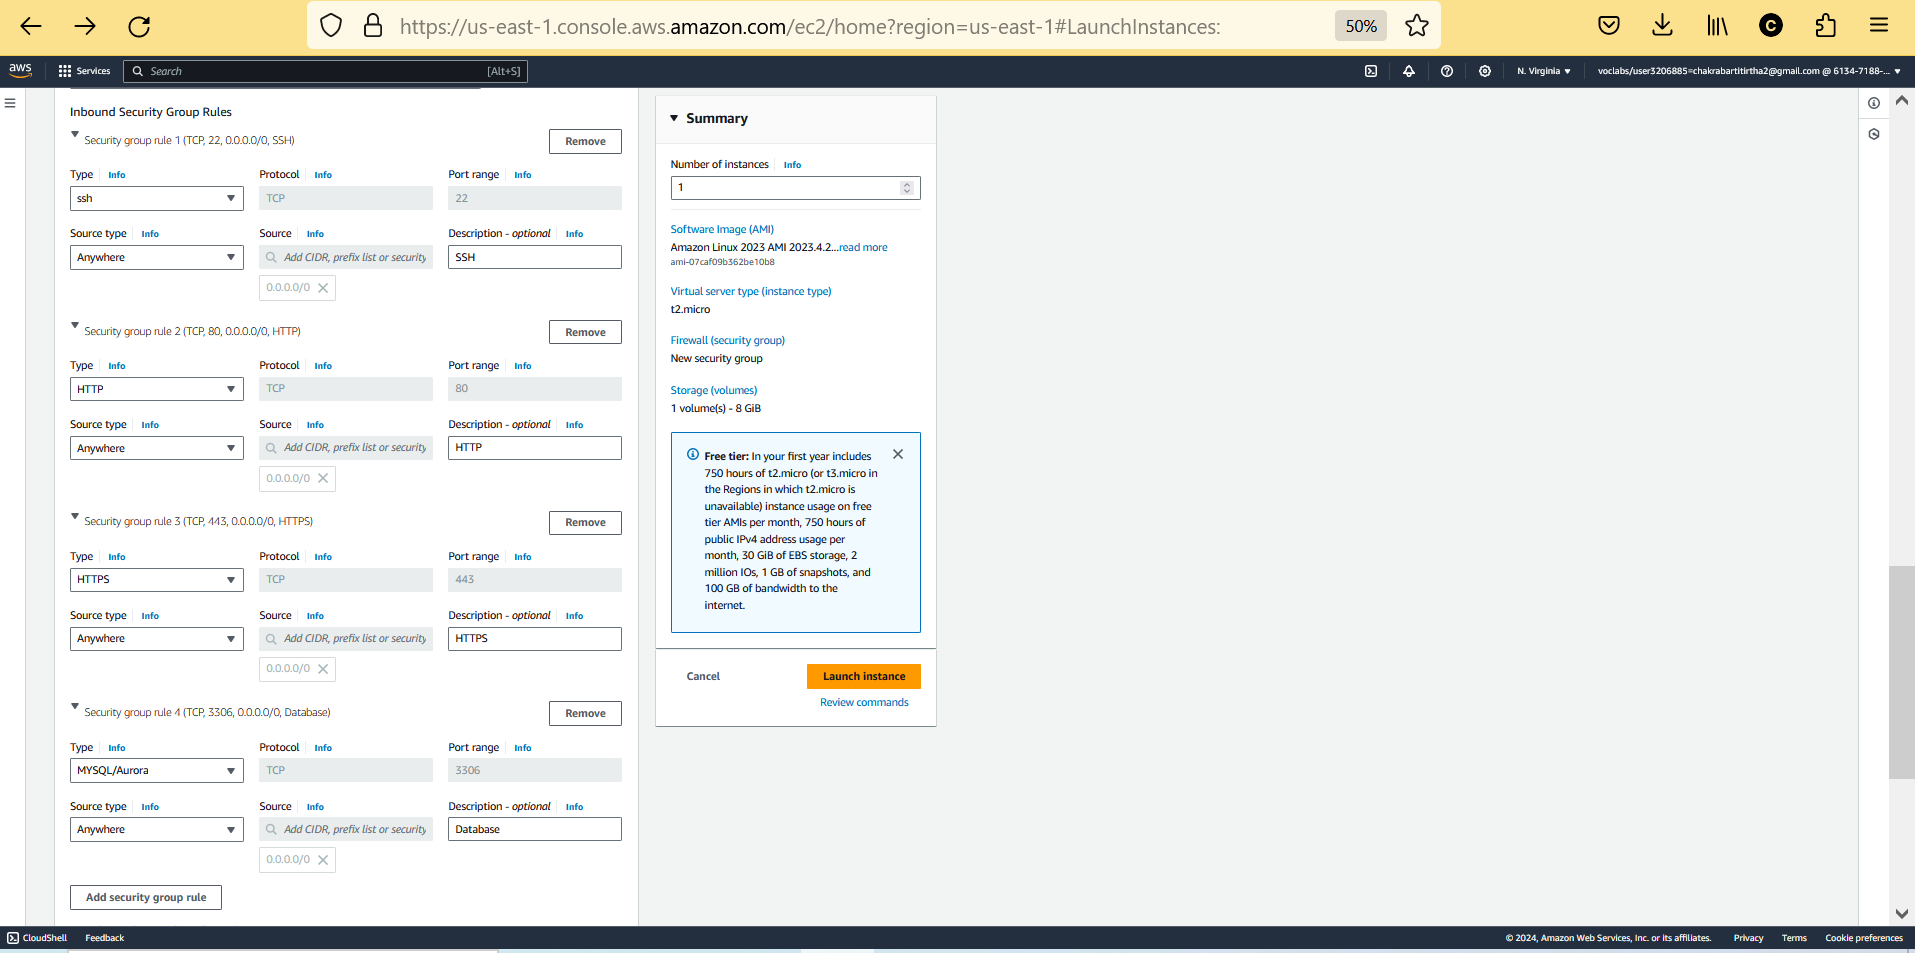 https://us-east-1.console.aws.amazon.com/ec2/home?region=us-east-1#LaunchInstances:
50%
C
aws
Services
Search
[Alt+S]
N. Virginia
voclabs/user3206885=chakrabartitirtha2@gmail.com @ 6134-7188-...
Inbound Security Group Rules
Security group rule 1 (TCP, 22, 0.0.0.0/0, SSH)
Remove
Type Info
Protocol Info
Port range Info
ssh
TCP
22
Source type Info
Source Info
Description - optional Info
Anywhere
Add CIDR, prefix list or security
SSH
0.0.0.0/0
Security group rule 2 (TCP, 80, 0.0.0.0/0, HTTP)
Remove
Type Info
Protocol Info
Port range Info
HTTP
TCP
80
Source type Info
Source Info
Description - optional Info
Anywhere
Add CIDR, prefix list or security
HTTP
0.0.0.0/0
Security group rule 3 (TCP, 443, 0.0.0.0/0, HTTPS)
Remove
Type Info
Protocol Info
Port range Info
HTTPS
TCP
443
Source type Info
Source Info
Description - optional Info
Anywhere
Add CIDR, prefix list or security
HTTPS
0.0.0.0/0
Security group rule 4 (TCP, 3306, 0.0.0.0/0, Database)
Remove
Type Info
Protocol Info
Port range Info
MYSQL/Aurora
TCP
3306
Source type Info
Source Info
Description - optional Info
Anywhere
Add CIDR, prefix list or security
Database
0.0.0.0/0
Add security group rule
Summary
Number of instances Info
1
Software Image (AMI)
Amazon Linux 2023 AMI 2023.4.2...read more
ami-07caf09b362be10b8
Virtual server type (instance type)
t2.micro
Firewall (security group)
New security group
Storage (volumes)
1 volume(s) - 8 GiB
Free tier: In your first year includes
750 hours of t2.micro (or t3.micro in
the Regions in which t2.micro is
unavailable) instance usage on free
tier AMIs per month, 750 hours of
public IPv4 address usage per
month, 30 GiB of EBS storage, 2
million IOs, 1 GB of snapshots, and
100 GB of bandwidth to the
internet.
Cancel
Launch instance
Review commands
CloudShell
Feedback
© 2024, Amazon Web Services, Inc. or its affiliates.
Privacy
Terms
Cookie preferences